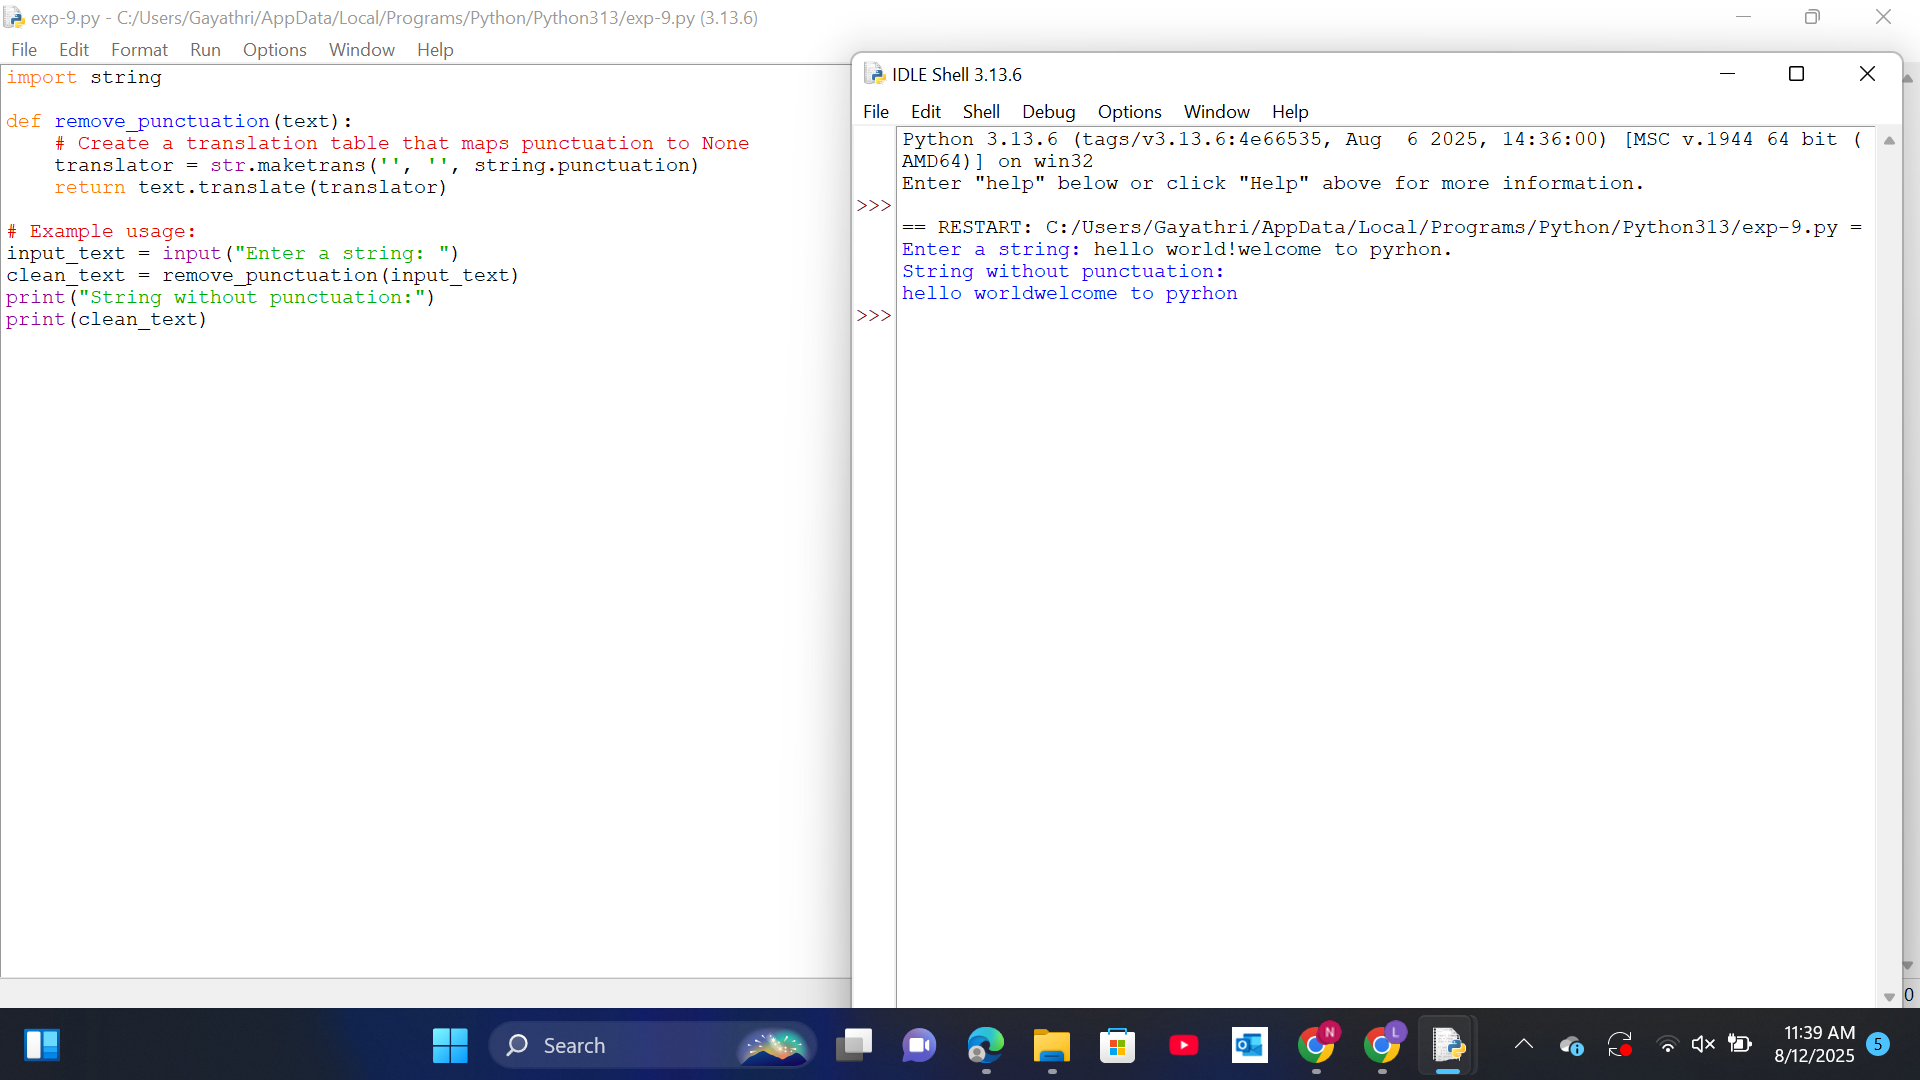 exp-9.py - C:/Users/Gayathri/AppData/Local/Programs/Python/Python313/exp-9.py (3.13.6)
File Edit Format Run Options Window Help
import string
def remove_punctuation(text):
    # Create a translation table that maps punctuation to None
    translator = str.maketrans('', '', string.punctuation)
    return text.translate(translator)
# Example usage:
input_text = input("Enter a string: ")
clean_text = remove_punctuation(input_text)
print("String without punctuation:")
print(clean_text)
IDLE Shell 3.13.6
File Edit Shell Debug Options Window Help
Python 3.13.6 (tags/v3.13.6:4e66535, Aug  6 2025, 14:36:00) [MSC v.1944 64 bit (
AMD64)] on win32
Enter "help" below or click "Help" above for more information.
>>>
== RESTART: C:/Users/Gayathri/AppData/Local/Programs/Python/Python313/exp-9.py =
Enter a string: hello world!welcome to pyrhon.
String without punctuation:
hello worldwelcome to pyrhon
>>>
0
Search
N
L
11:39 AM
8/12/2025
5